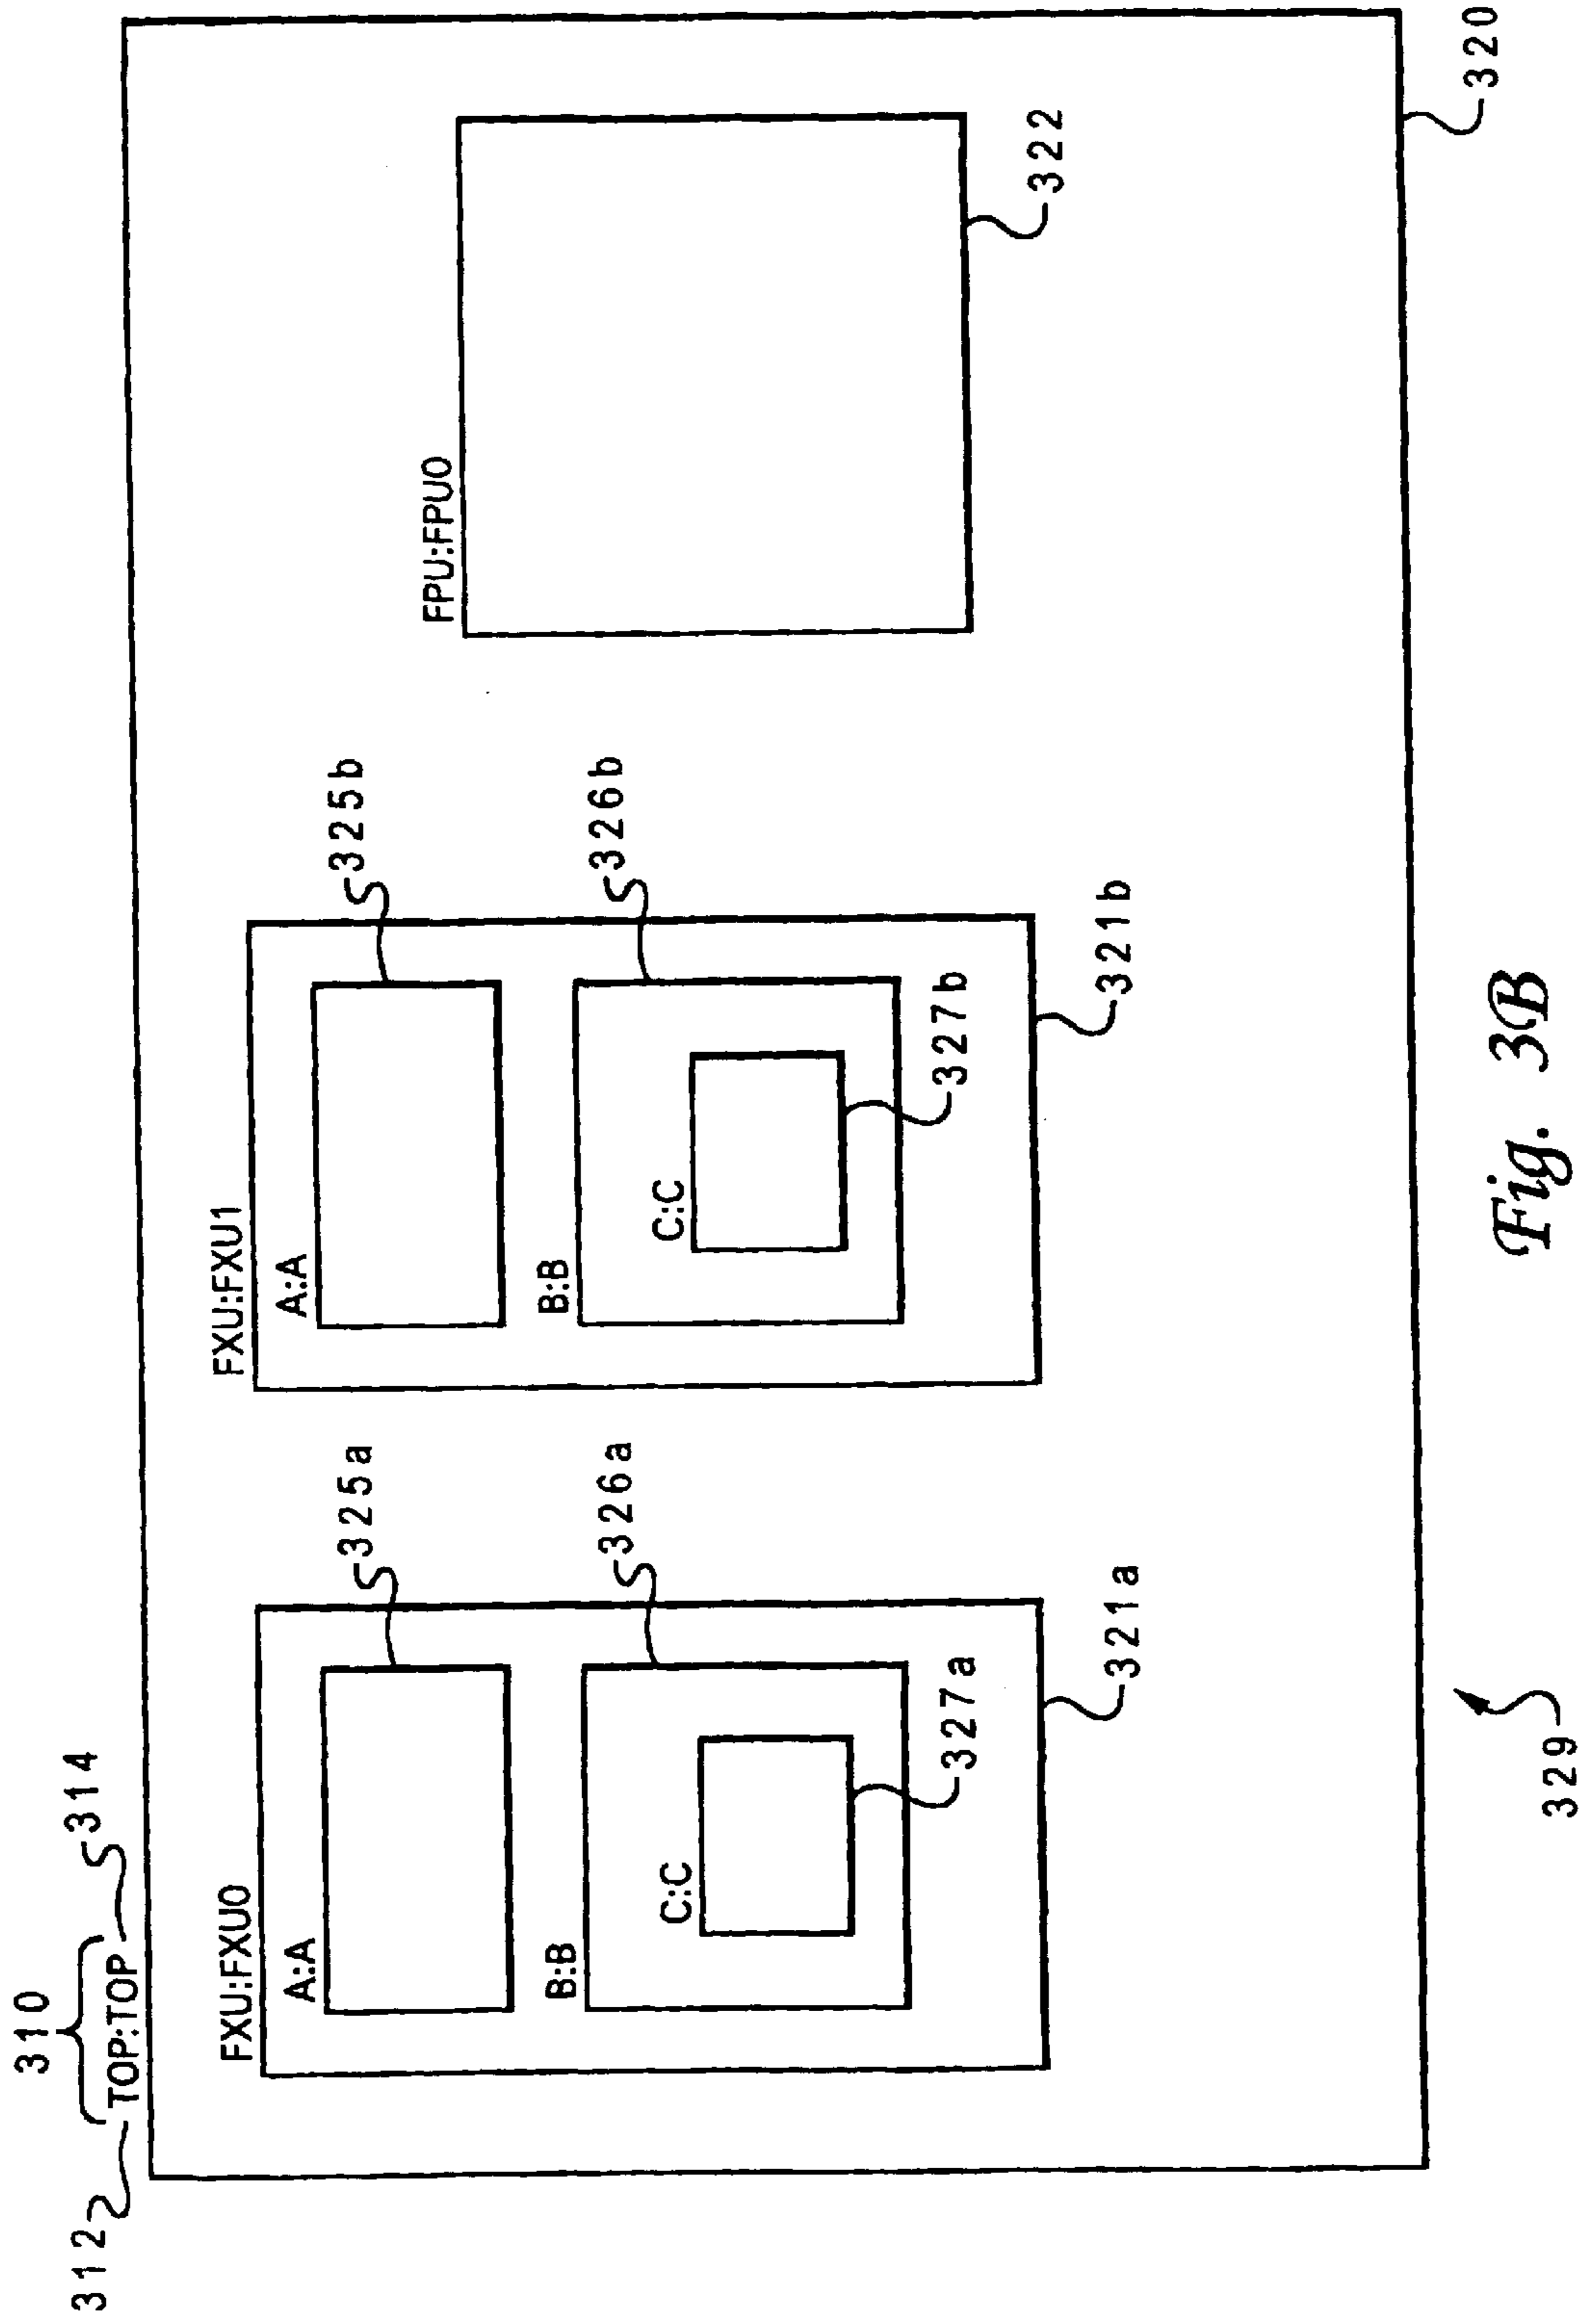 310
312
TOP:TOP
314
FXU:FXU0
A:A
325a
B:B
326a
C:C
327a
321a
FXU:FXU1
A:A
325b
B:B
326b
C:C
327b
321b
FPU:FPU0
322
320
329
Fig. 3B